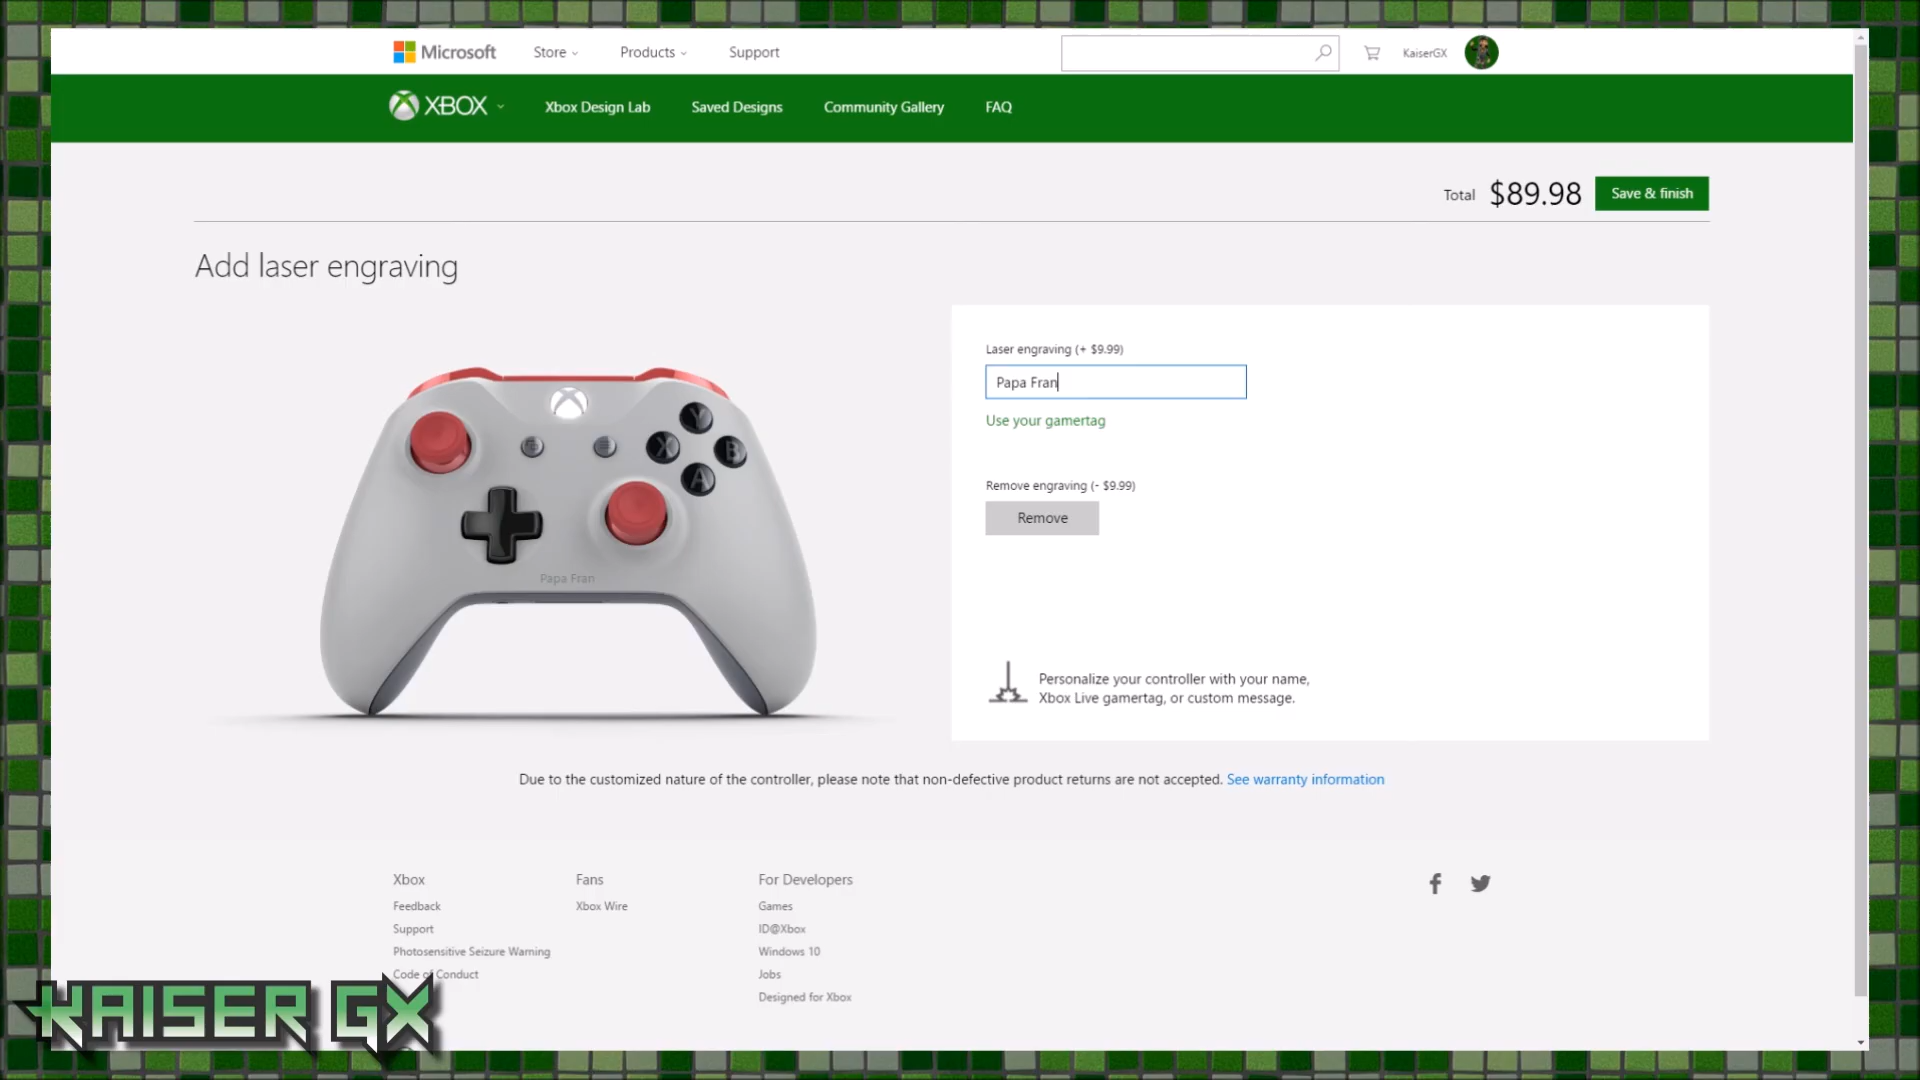 Microsoft
Store
Products
Support
KaiserGX
XBOX
Xbox Design Lab
Saved Designs
Community Gallery
FAQ
Total $89.98
Save & finish
Add laser engraving
Laser engraving (+ $9.99)
Papa Fran
Use your gamertag
Remove engraving (- $9.99)
Remove
Y
X
B
A
Papa Fran
Personalize your controller with your name,
Xbox Live gamertag, or custom message.
Due to the customized nature of the controller, please note that non-defective product returns are not accepted. See warranty information
Xbox
Feedback
Support
Photosensitive Seizure Warning
Code of Conduct
Fans
Xbox Wire
For Developers
Games
ID@Xbox
Windows 10
Jobs
Designed for Xbox
KAISER GX